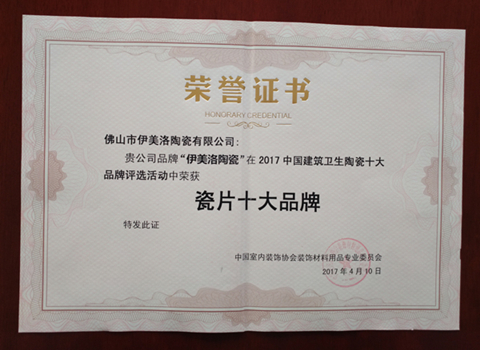 荣誉证书
HONORARY CREDENTIAL
佛山市伊美洛陶瓷有限公司：
贵公司品牌“伊美洛陶瓷”在2017中国建筑卫生陶瓷十大
品牌评选活动中荣获
瓷片十大品牌
特发此证
中国室内装饰协会装饰材料用品专业委员会
2017年4月10日